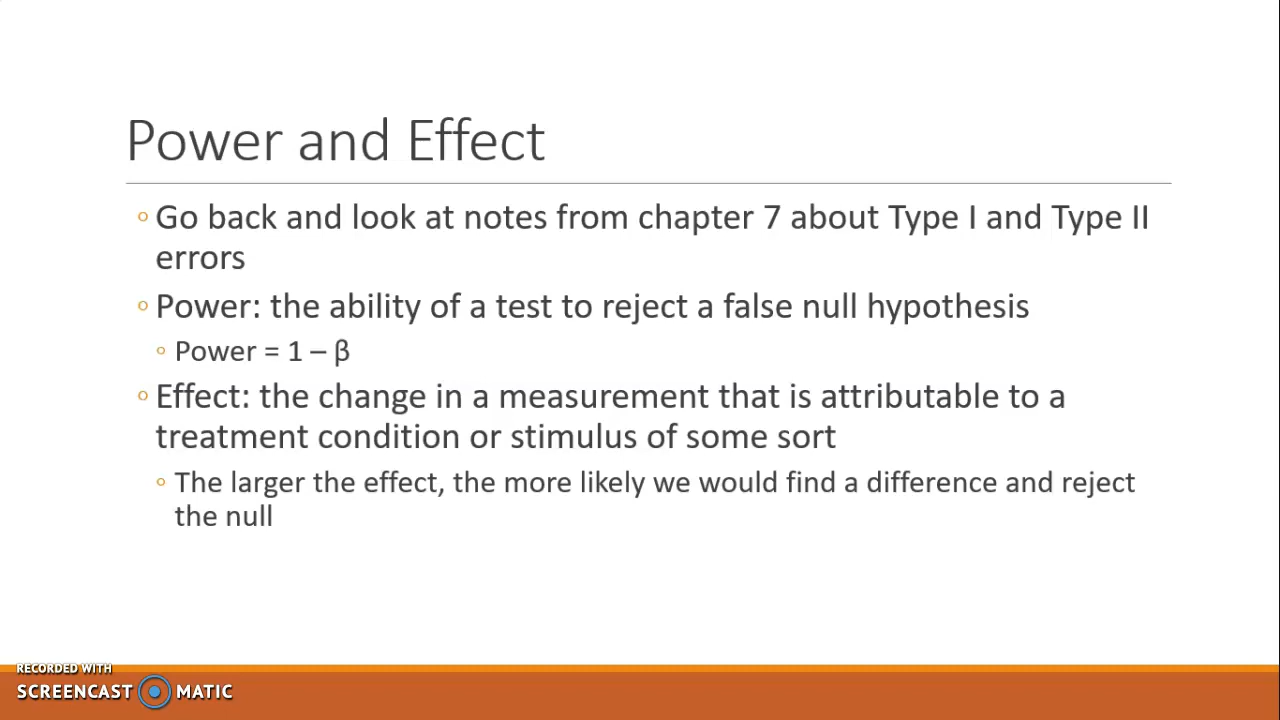 Power and Effect
◦ Go back and look at notes from chapter 7 about Type I and Type II
errors
◦ Power: the ability of a test to reject a false null hypothesis
◦ Power = 1 – β
◦ Effect: the change in a measurement that is attributable to a
treatment condition or stimulus of some sort
◦ The larger the effect, the more likely we would find a difference and reject
the null
RECORDED WITH
SCREENCAST MATIC